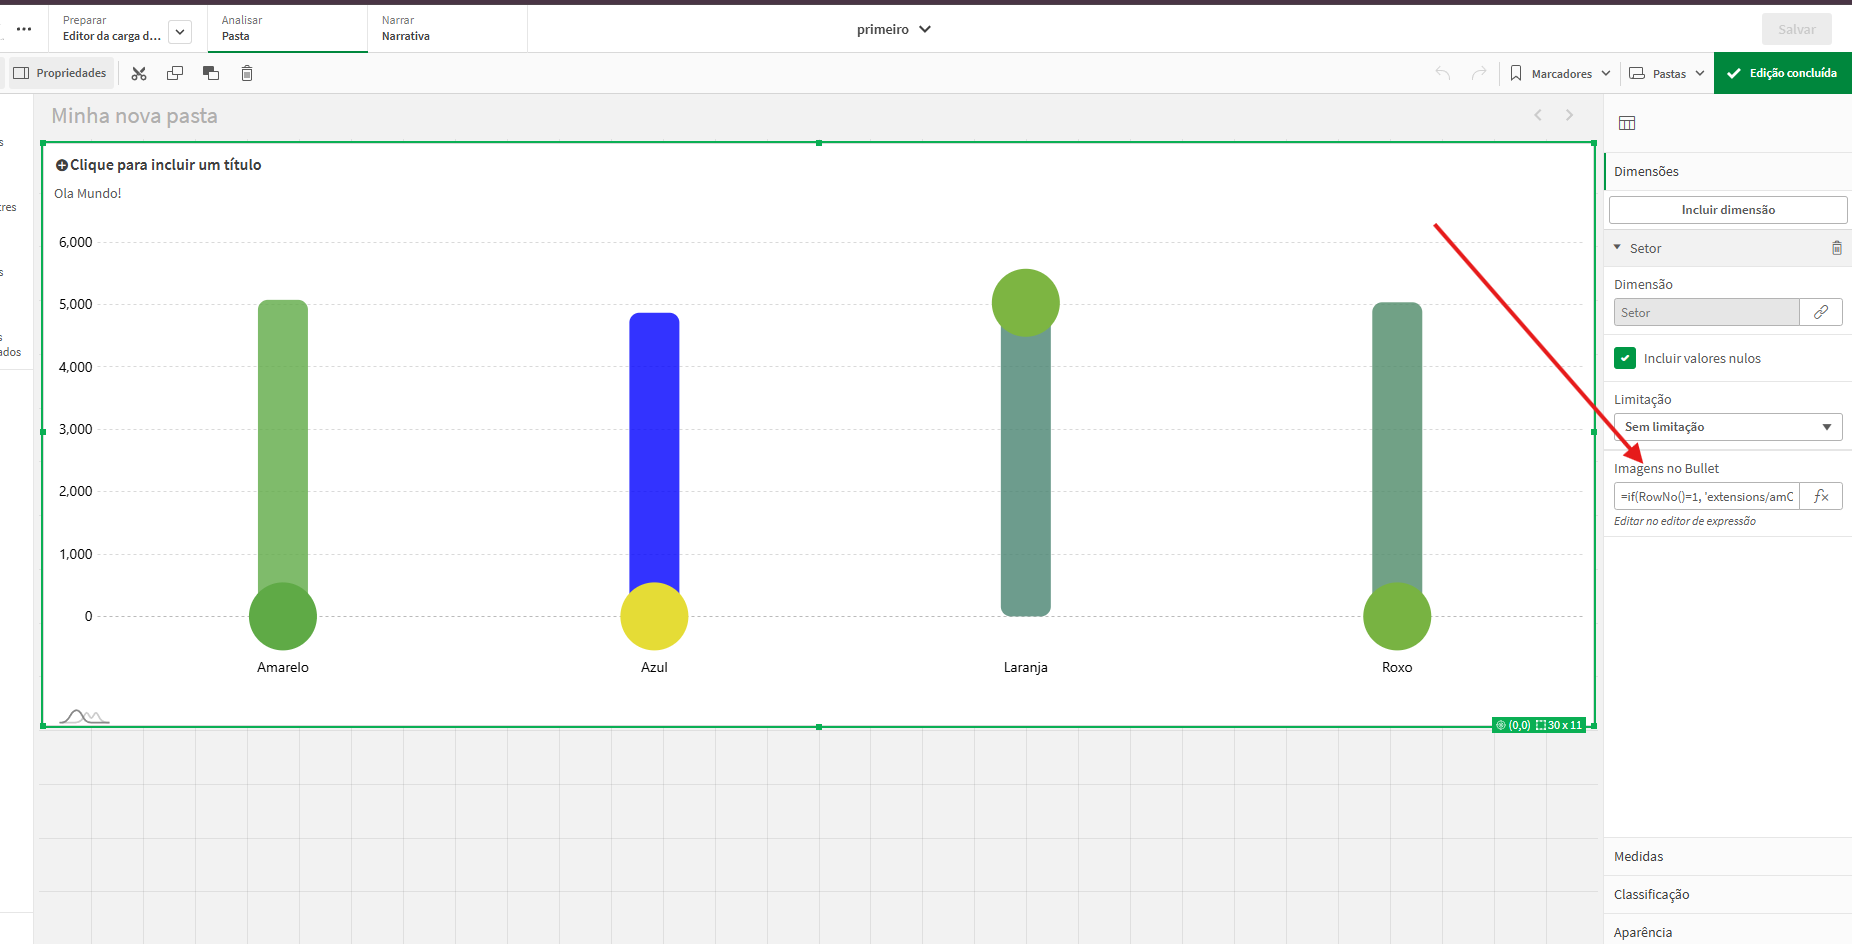 Preparar
Editor da carga d...
Analisar
Pasta
Narrar
Narrativa
primeiro
Salvar
Propriedades
Marcadores
Pastas
Edição concluída
Minha nova pasta
Clique para incluir um título
Ola Mundo!
6,000
5,000
4,000
3,000
2,000
1,000
0
Amarelo
Azul
Laranja
Roxo
(0,0) 30 x 11
Dimensões
Incluir dimensão
Setor
Dimensão
Setor
Incluir valores nulos
Limitação
Sem limitação
Imagens no Bullet
=if(RowNo()=1, 'extensions/amC
fx
Editar no editor de expressão
Medidas
Classificação
Aparência